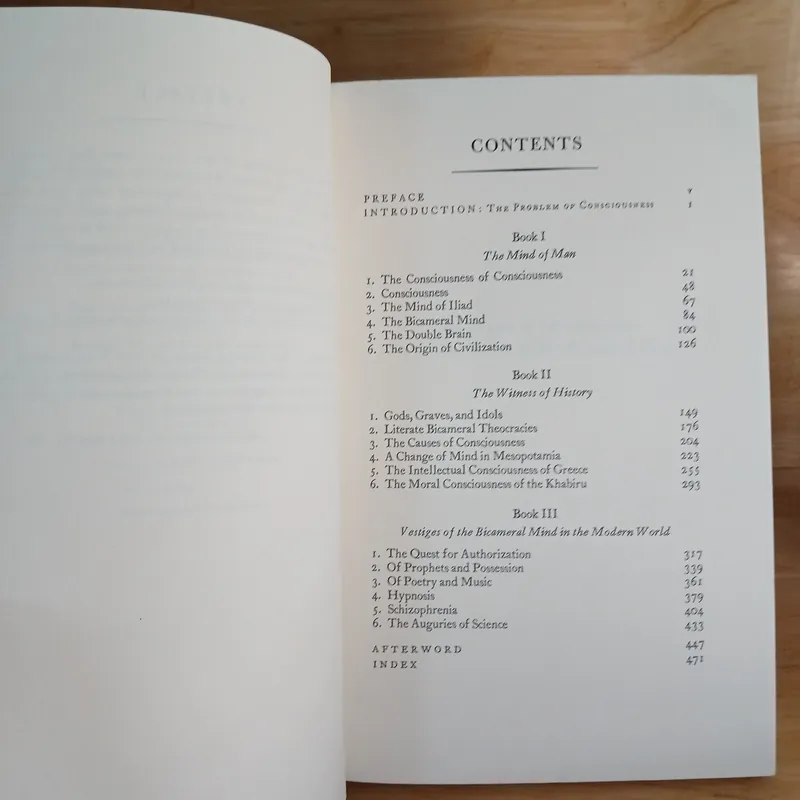 CONTENTS
PREFACE v
INTRODUCTION: THE PROBLEM OF CONSCIOUSNESS 1
Book I
The Mind of Man
1. The Consciousness of Consciousness 21
2. Consciousness 48
3. The Mind of Iliad 67
4. The Bicameral Mind 84
5. The Double Brain 100
6. The Origin of Civilization 126
Book II
The Witness of History
1. Gods, Graves, and Idols 149
2. Literate Bicameral Theocracies 176
3. The Causes of Consciousness 204
4. A Change of Mind in Mesopotamia 223
5. The Intellectual Consciousness of Greece 255
6. The Moral Consciousness of the Khabiru 293
Book III
Vestiges of the Bicameral Mind in the Modern World
1. The Quest for Authorization 317
2. Of Prophets and Possession 339
3. Of Poetry and Music 361
4. Hypnosis 379
5. Schizophrenia 404
6. The Auguries of Science 433
AFTERWORD 447
INDEX 471